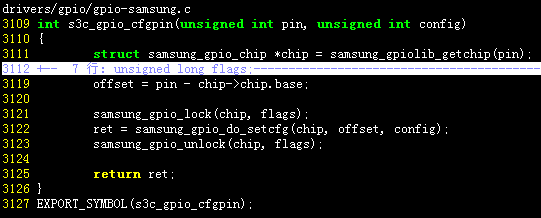 drivers/gpio/gpio-samsung.c
3109 int s3c_gpio_cfgpin(unsigned int pin, unsigned int config)
3110 {
3111         struct samsung_gpio_chip *chip = samsung_gpiolib_getchip(pin);
3112 +--  7 行: unsigned long flags;------------------------------------------
3119         offset = pin - chip->chip.base;
3120
3121         samsung_gpio_lock(chip, flags);
3122         ret = samsung_gpio_do_setcfg(chip, offset, config);
3123         samsung_gpio_unlock(chip, flags);
3124
3125         return ret;
3126 }
3127 EXPORT_SYMBOL(s3c_gpio_cfgpin);